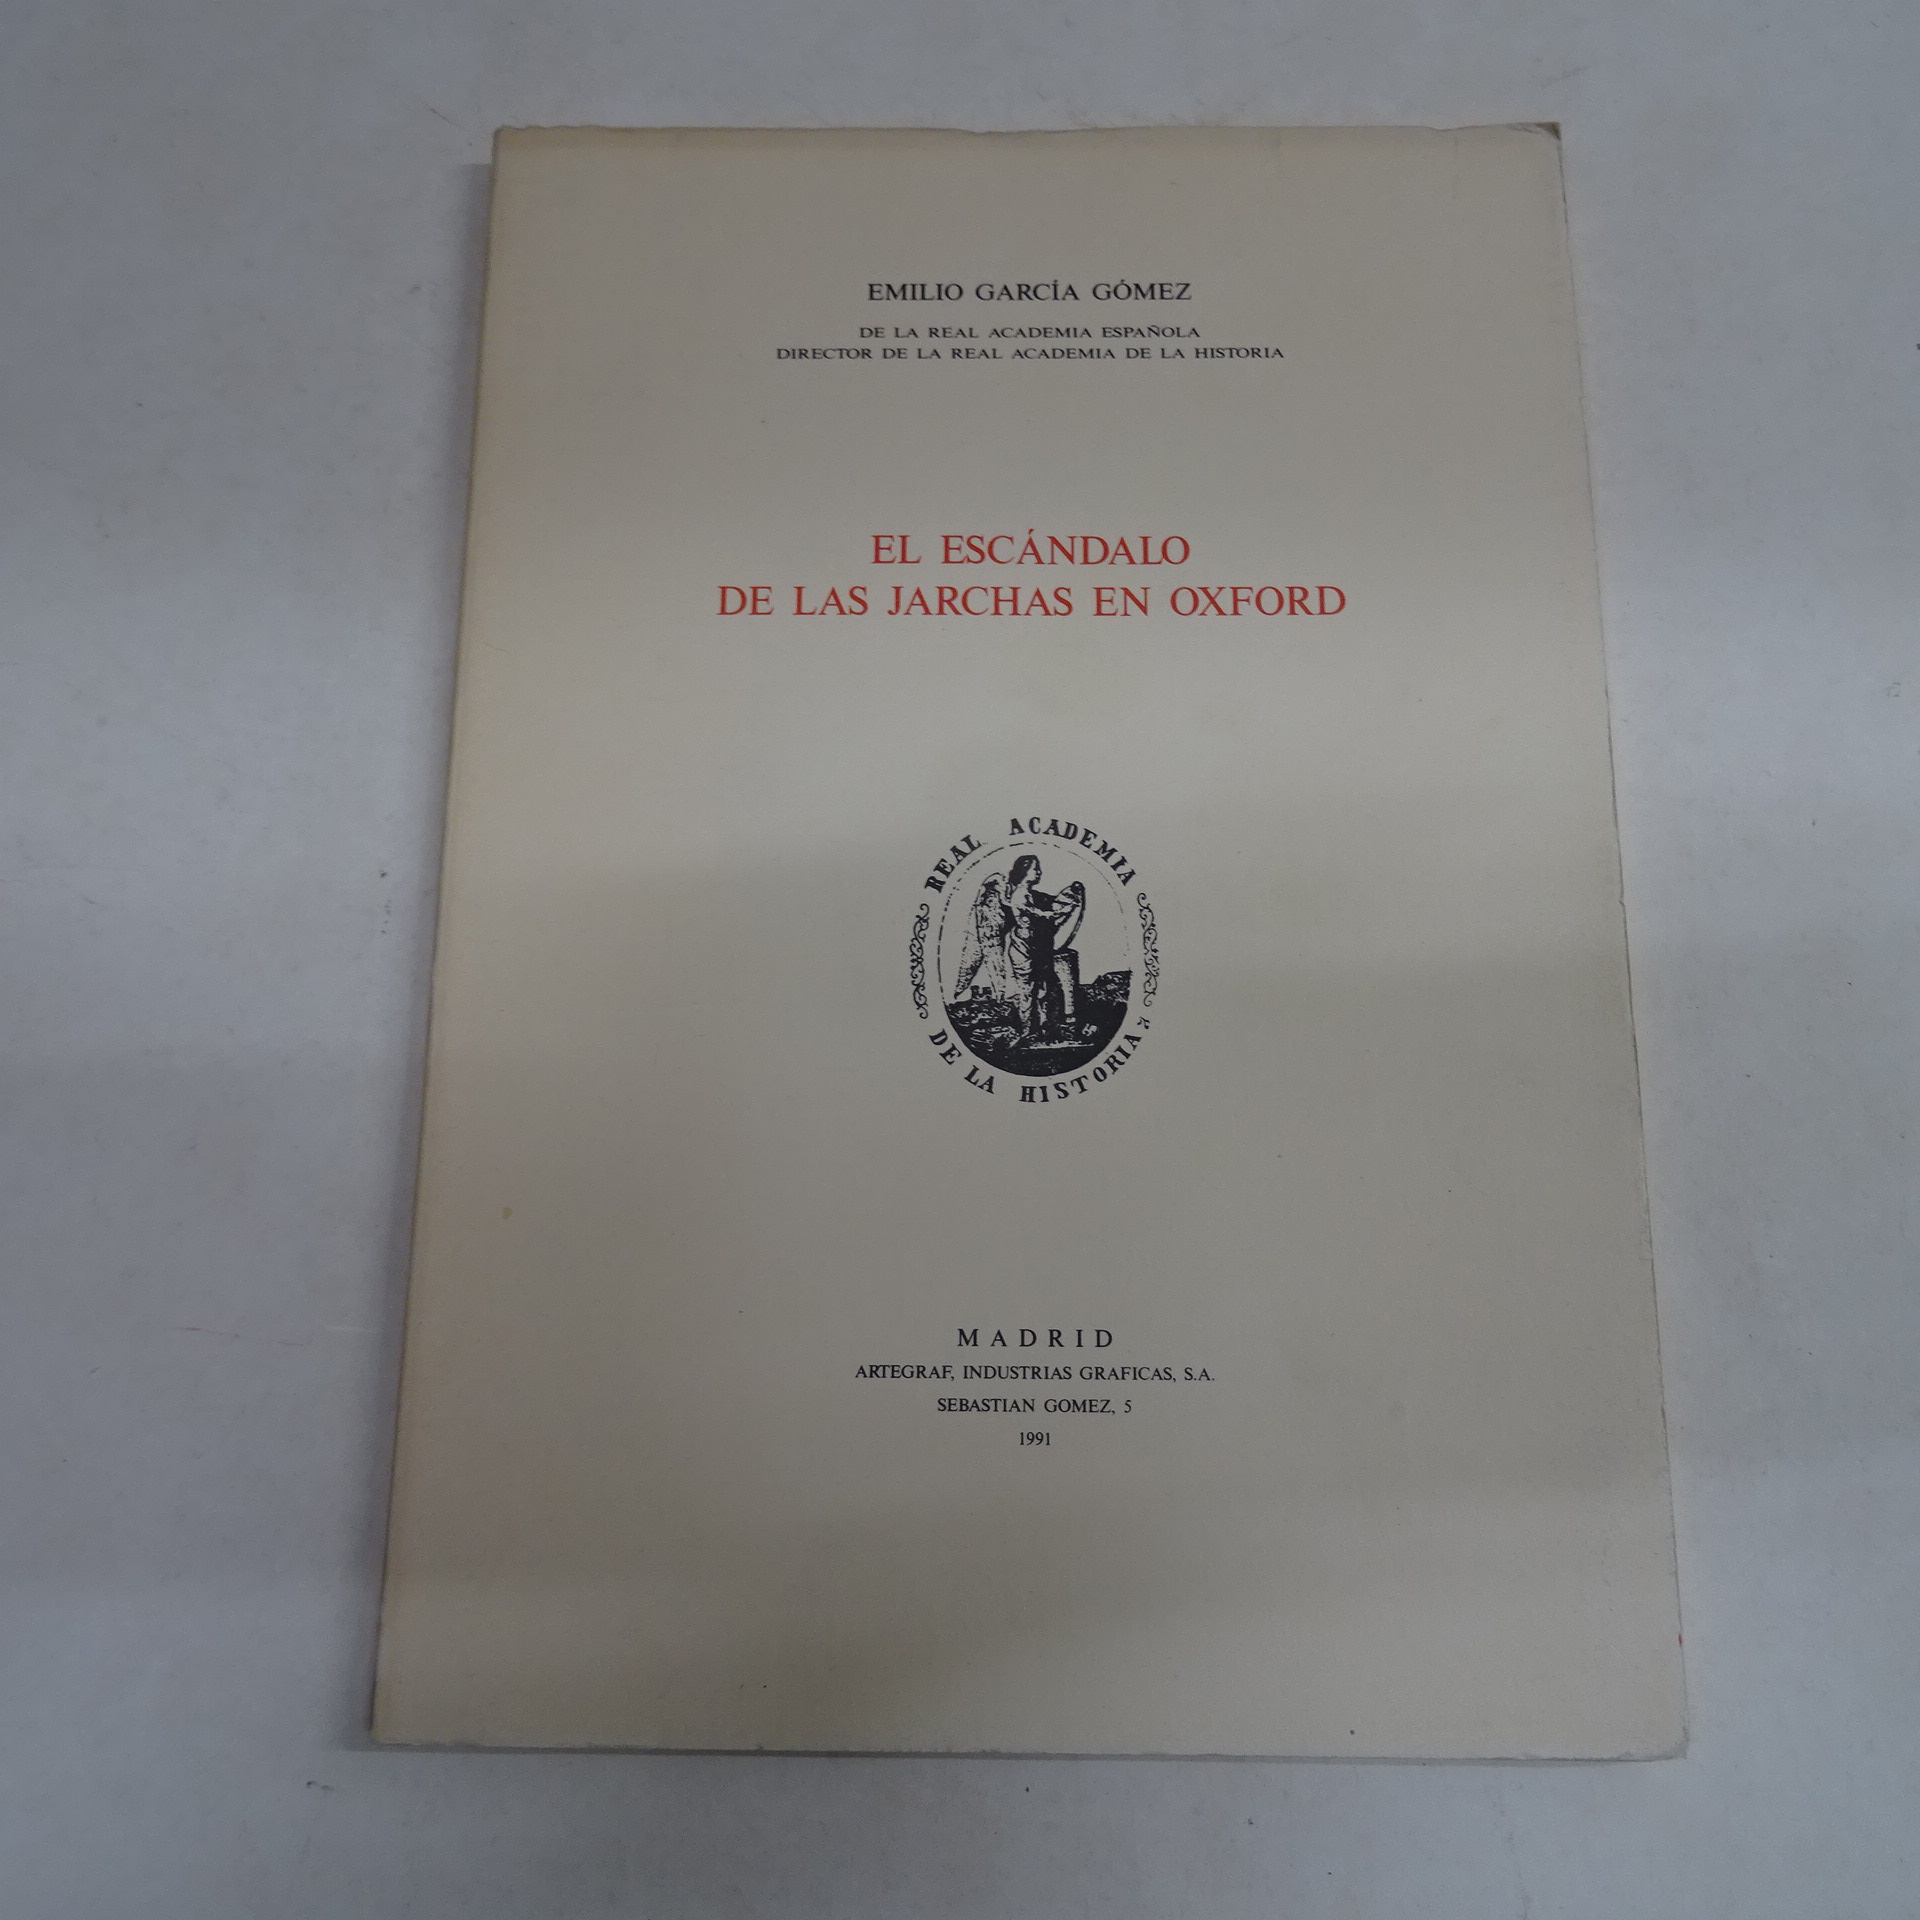 EMILIO GARCÍA GÓMEZ
DE LA REAL ACADEMIA ESPAÑOLA
DIRECTOR DE LA REAL ACADEMIA DE LA HISTORIA
EL ESCÁNDALO
DE LAS JARCHAS EN OXFORD
REAL ACADEMIA
DE LA HISTORIA
MADRID
ARTEGRAF, INDUSTRIAS GRAFICAS, S.A.
SEBASTIAN GOMEZ, 5
1991